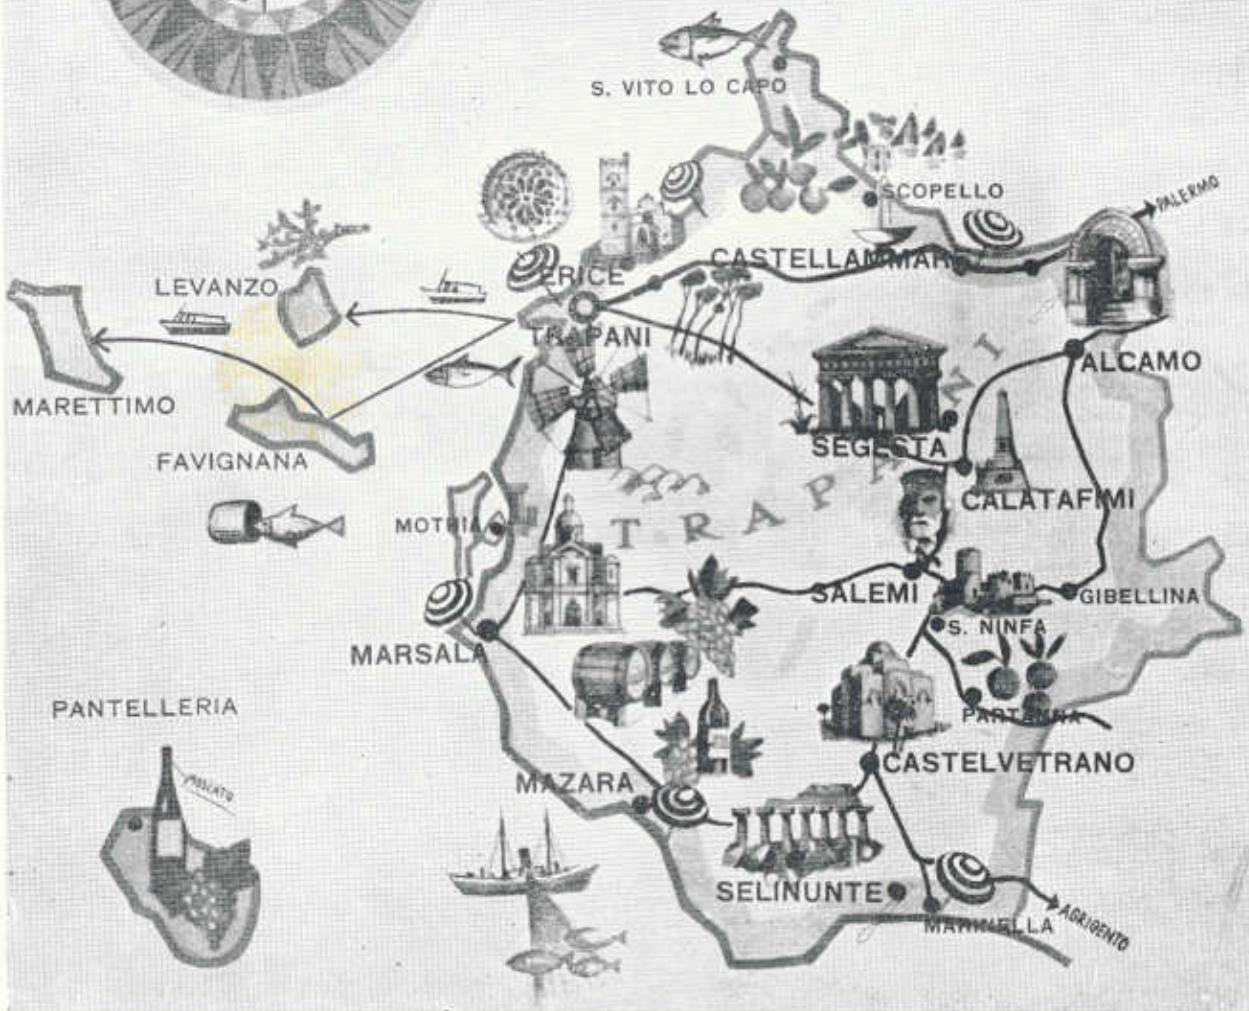 S. VITO LO CAPO
SCOPELLO
PALERMO
CASTELLAMMARE
ERICE
LEVANZO
TRAPANI
ALCAMO
MARETTIMO
SEGESTA
FAVIGNANA
CALATAFIMI
TRAPANI
MOTHIA
SALEMI
GIBELLINA
S. NINFA
MARSALA
PARTANNA
PANTELLERIA
CASTELVETRANO
MAZARA
MOSCATO
SELINUNTE
MARINELLA
AGRIGENTO